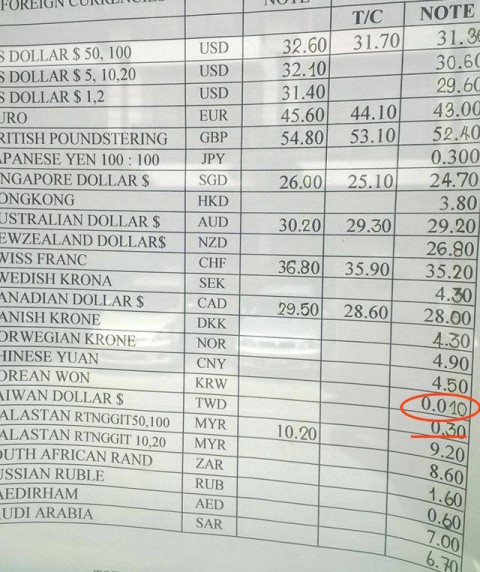 FOREIGN CURRENCIES NOTE
T/C NOTE
S DOLLAR $ 50, 100 USD 32.60 31.70 31.30
S DOLLAR $ 5, 10,20 USD 32.10 30.60
S DOLLAR $ 1,2 USD 31.40 29.60
URO EUR 45.60 44.10 43.00
RITISH POUNDSTERING GBP 54.80 53.10 52.40
APANESE YEN 100 : 100 JPY 0.300
INGAPORE DOLLAR $ SGD 26.00 25.10 24.70
ONGKONG HKD 3.80
USTRALIAN DOLLAR $ AUD 30.20 29.30 29.20
EWZEALAND DOLLAR$ NZD 26.80
WISS FRANC CHF 36.80 35.90 35.20
WEDISH KRONA SEK 4.30
ANADIAN DOLLAR $ CAD 29.50 28.60 28.00
ANISH KRONE DKK 4.30
ORWEGIAN KRONE NOR 4.90
HINESE YUAN CNY 4.50
OREAN WON KRW 0.010
AIWAN DOLLAR $ TWD 0.30
ALASTAN RTNGGIT50,100 MYR 10.20 9.20
ALASTAN RTNGGIT 10,20 MYR 8.60
OUTH AFRICAN RAND ZAR 1.60
USSIAN RUBLE RUB 0.60
AEDIRHAM AED 7.00
AUDI ARABIA SAR 6.70